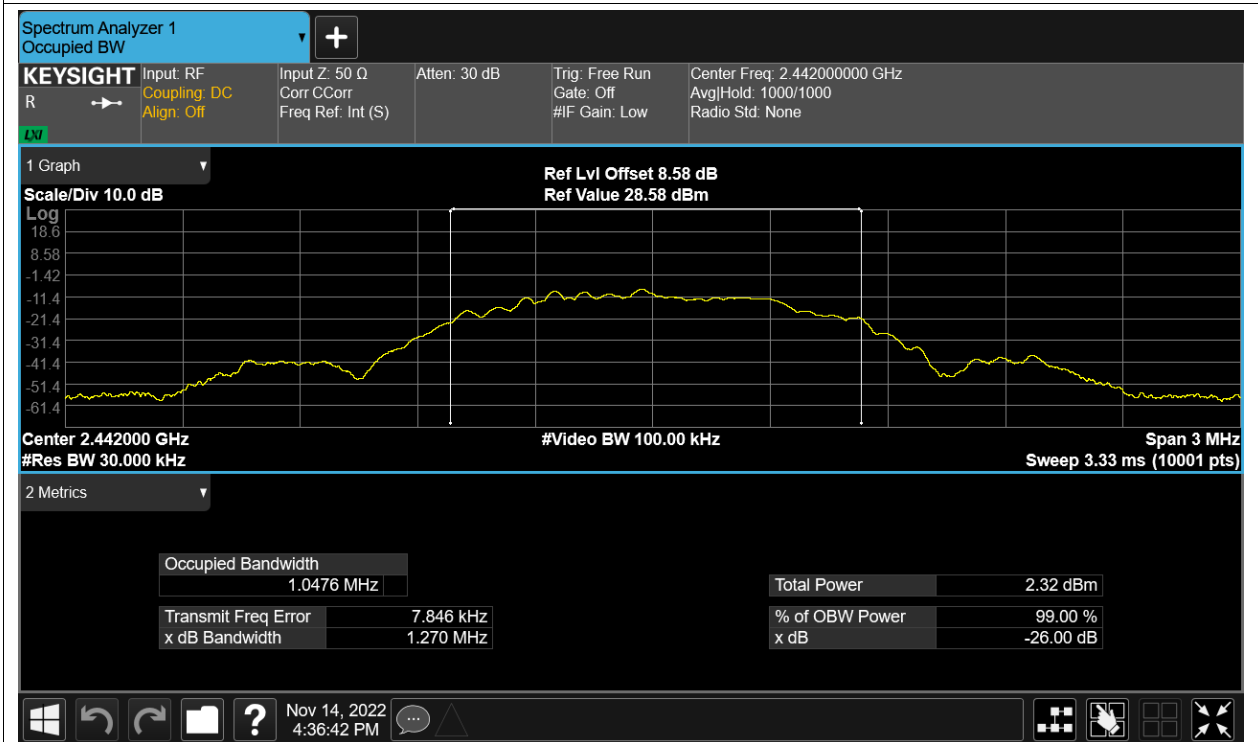 Spectrum Analyzer 1
Occupied BW
KEYSIGHT
R
LXI
Input: RF
Coupling: DC
Align: Off
Input Z: 50 Ω
Corr CCorr
Freq Ref: Int (S)
Atten: 30 dB
Trig: Free Run
Gate: Off
#IF Gain: Low
Center Freq: 2.442000000 GHz
Avg|Hold: 1000/1000
Radio Std: None
1 Graph
Scale/Div 10.0 dB
Ref Lvl Offset 8.58 dB
Ref Value 28.58 dBm
Log
18.6
8.58
-1.42
-11.4
-21.4
-31.4
-41.4
-51.4
-61.4
Center 2.442000 GHz
#Res BW 30.000 kHz
#Video BW 100.00 kHz
Span 3 MHz
Sweep 3.33 ms (10001 pts)
2 Metrics
Occupied Bandwidth
1.0476 MHz
Transmit Freq Error 7.846 kHz
x dB Bandwidth 1.270 MHz
Total Power 2.32 dBm
% of OBW Power 99.00 %
x dB -26.00 dB
?
Nov 14, 2022
4:36:42 PM